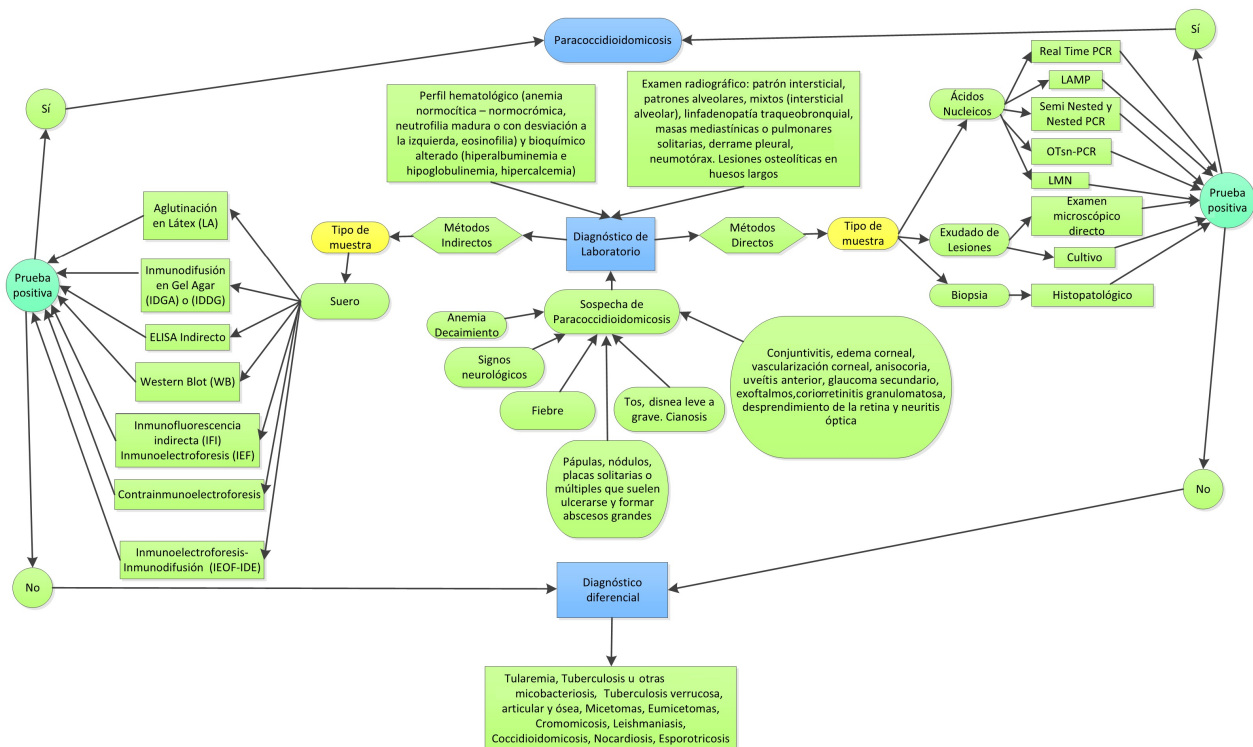 Paracoccidioidomicosis
Sí
Sí
Perfil hematológico (anemia
normocítica – normocrómica,
neutrofilia madura o con desviación a
la izquierda, eosinofilia) y bioquímico
alterado (hiperalbuminemia e
hipoglobulinemia, hipercalcemia)
Examen radiográfico: patrón intersticial,
patrones alveolares, mixtos (intersticial
alveolar), linfadenopatía traqueobronquial,
masas mediastínicas o pulmonares
solitarias, derrame pleural,
neumotórax. Lesiones osteolíticas en
huesos largos
Ácidos
Nucleicos
Real Time PCR
LAMP
Semi Nested y
Nested PCR
OTsn-PCR
LMN
Prueba
positiva
Examen
microscópico
directo
Exudado de
Lesiones
Cultivo
Biopsia
Histopatológico
Tipo de
muestra
Métodos
Directos
Diagnóstico de
Laboratorio
Métodos
Indirectos
Tipo de
muestra
Suero
Aglutinación
en Látex (LA)
Inmunodifusión
en Gel Agar
(IDGA) o (IDDG)
ELISA Indirecto
Western Blot (WB)
Inmunofluorescencia
indirecta (IFI)
Inmunoelectroforesis (IEF)
Contrainmunoelectroforesis
Inmunoelectroforesis-
Inmunodifusión (IEOF-IDE)
Prueba
positiva
Sospecha de
Paracoccidioidomicosis
Anemia
Decaimiento
Signos
neurológicos
Fiebre
Pápulas, nódulos,
placas solitarias o
múltiples que suelen
ulcerarse y formar
abscesos grandes
Tos, disnea leve a
grave. Cianosis
Conjuntivitis, edema corneal,
vascularización corneal, anisocoria,
uveítis anterior, glaucoma secundario,
exoftalmos,coriorretinitis granulomatosa,
desprendimiento de la retina y neuritis
óptica
No
No
Diagnóstico
diferencial
Tularemia, Tuberculosis u otras
micobacteriosis, Tuberculosis verrucosa,
articular y ósea, Micetomas, Eumicetomas,
Cromomicosis, Leishmaniasis,
Coccidioidomicosis, Nocardiosis, Esporotricosis